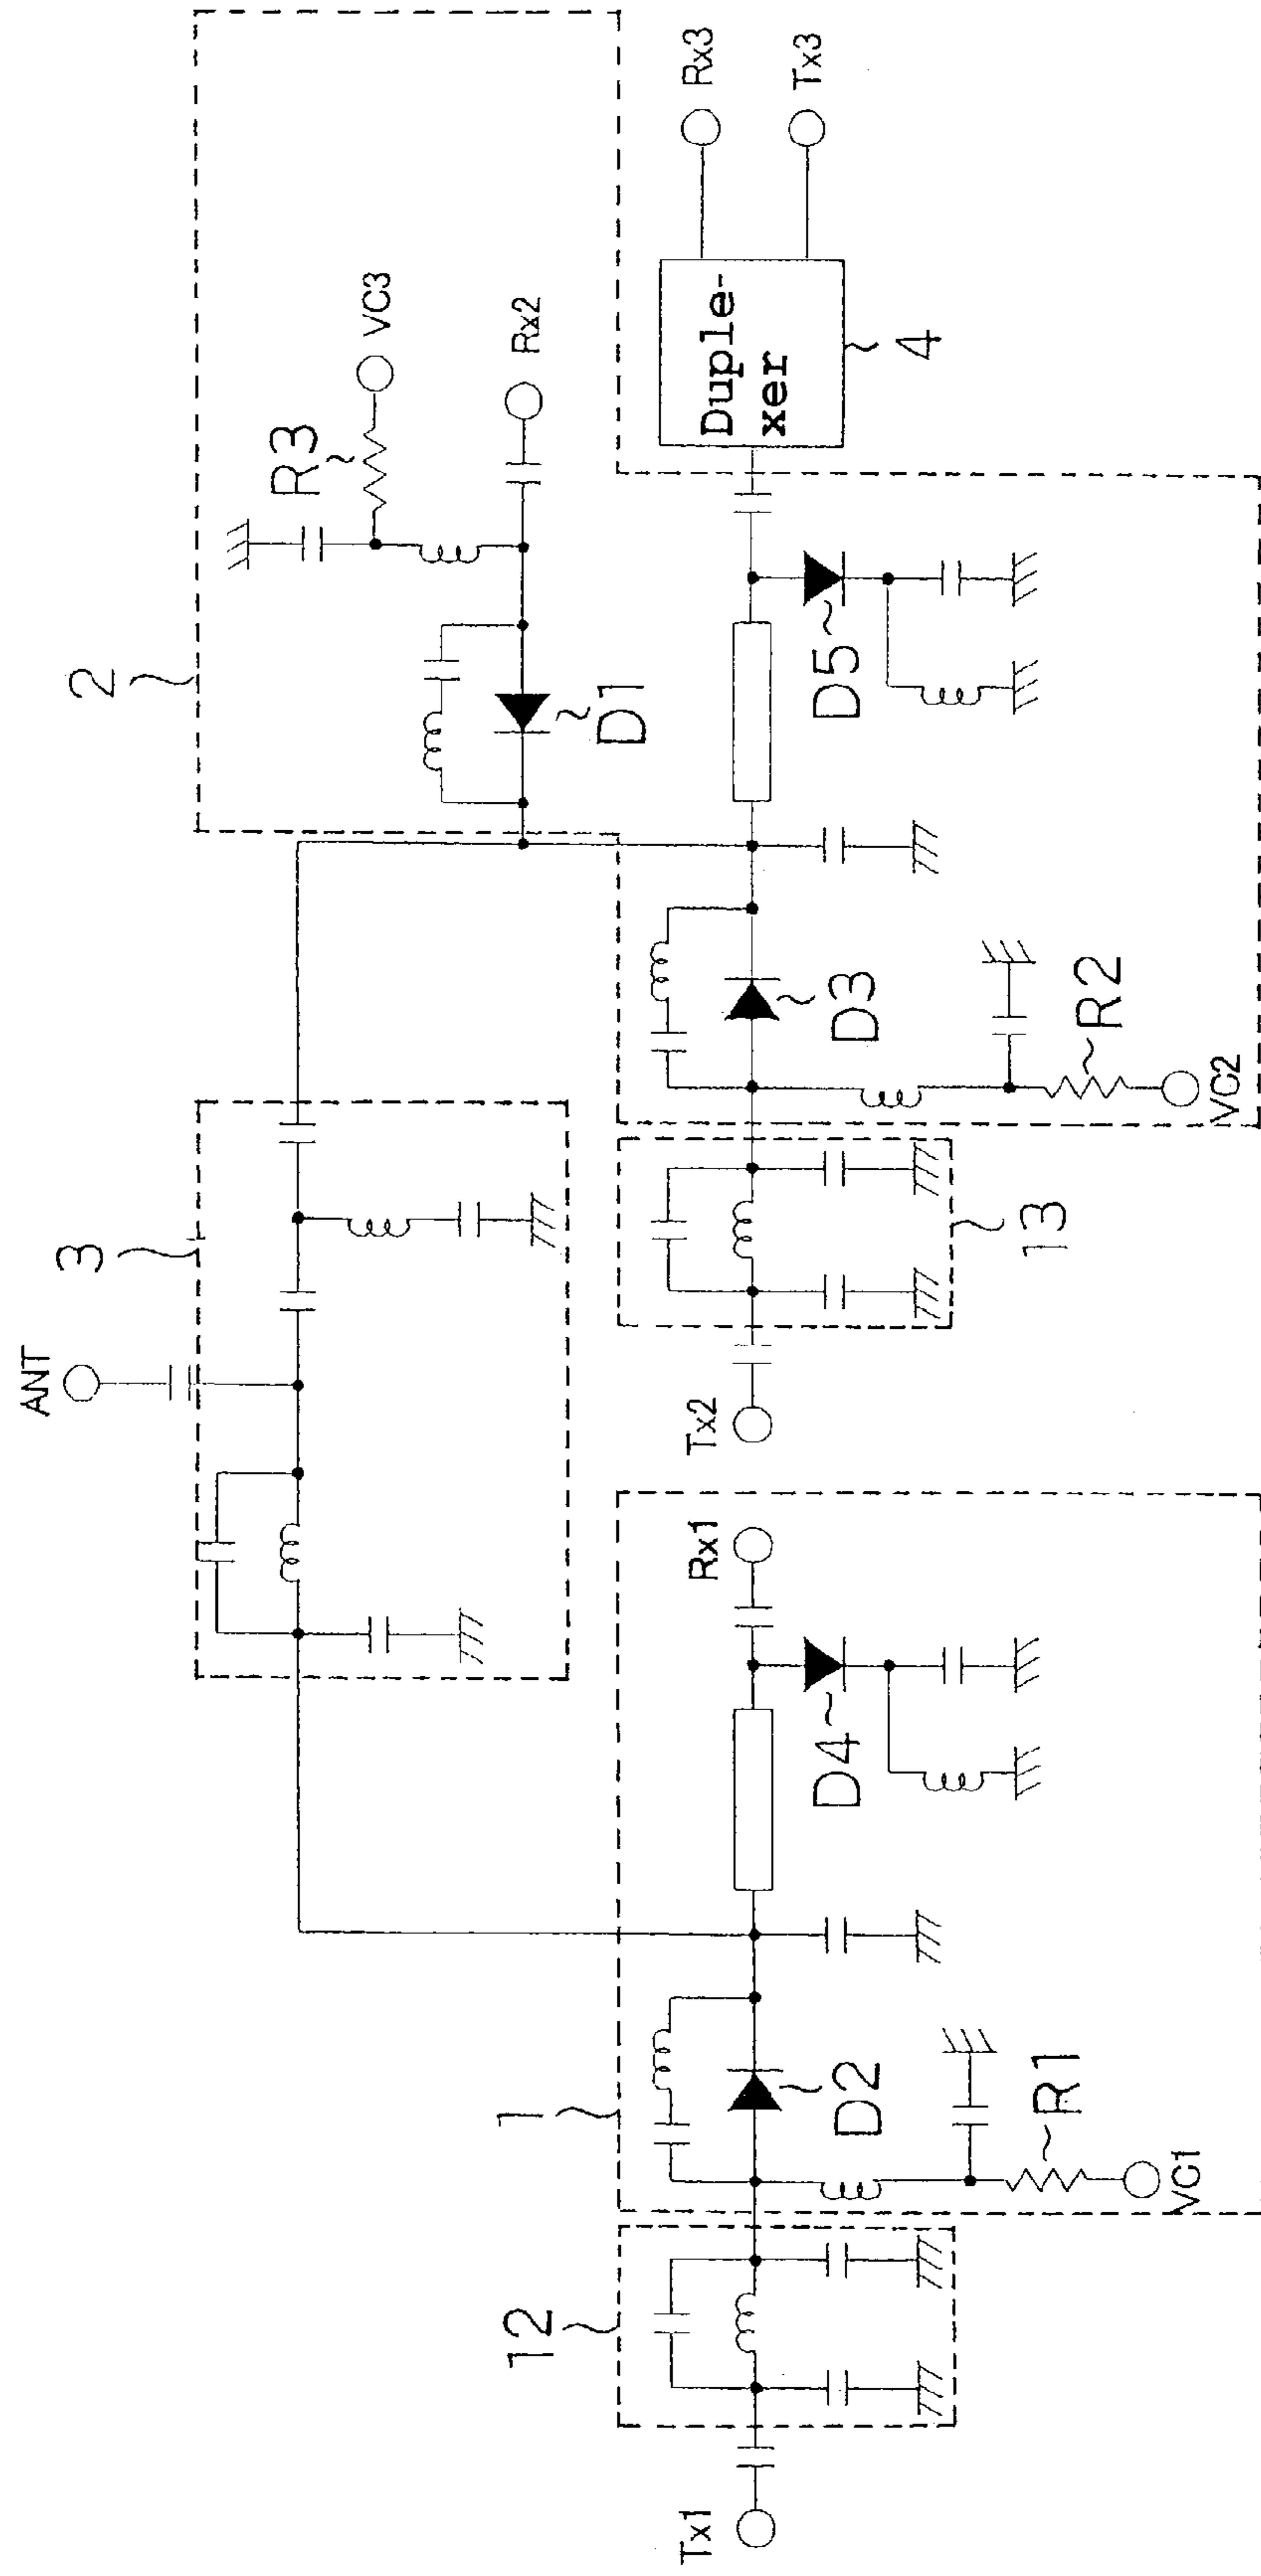 ANT
3
2
R3
VC3
Rx2
D1
Rx3
Tx3
Duple-
xer
4
D5
D3
R2
VC2
13
Tx2
Rx1
D4
1
D2
R1
VC1
12
Tx1